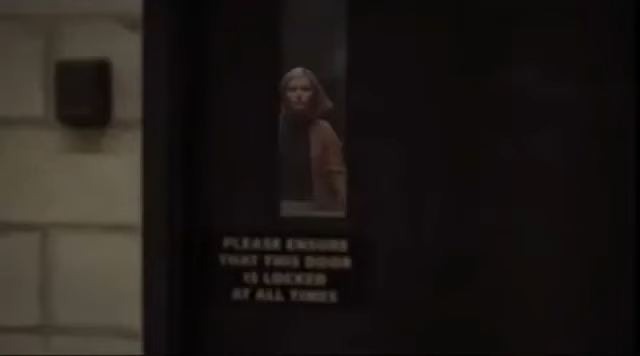 PLEASE ENSURE
THAT THIS DOOR
IS LOCKED
AT ALL TIMES